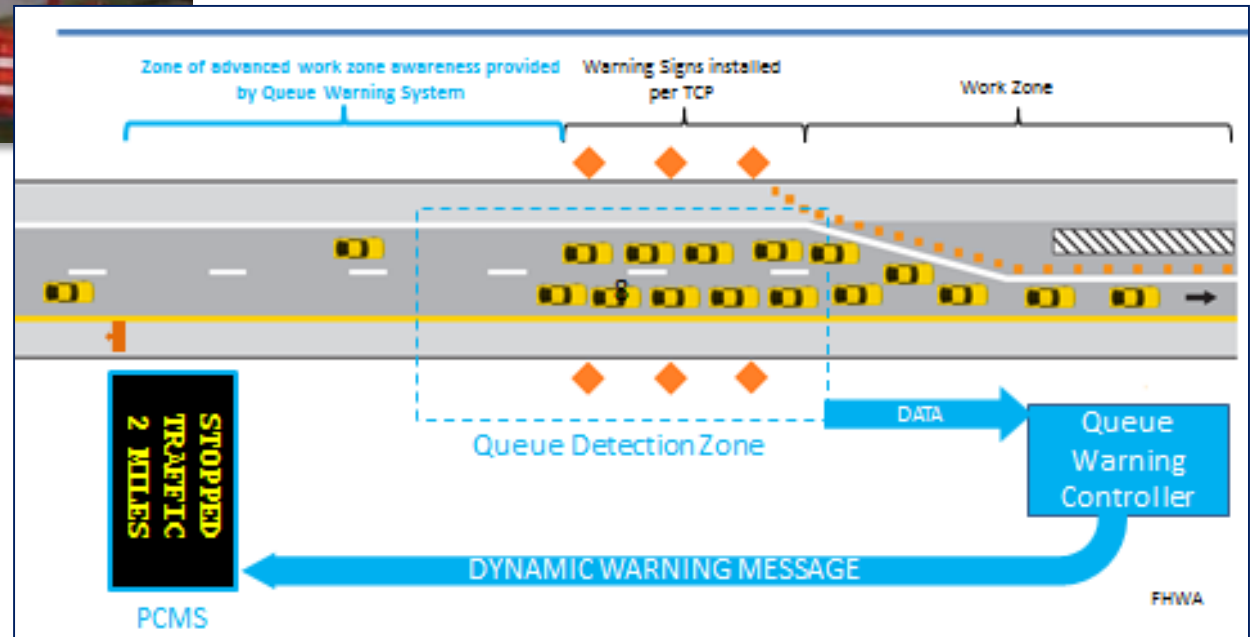 Zone of advanced work zone awareness provided
by Queue Warning System
Warning Signs installed
per TCP
Work Zone
DATA
Queue Detection Zone
Queue
Warning
Controller
STOPPED
TRAFFIC
2 MILES
DYNAMIC WARNING MESSAGE
PCMS
FHWA